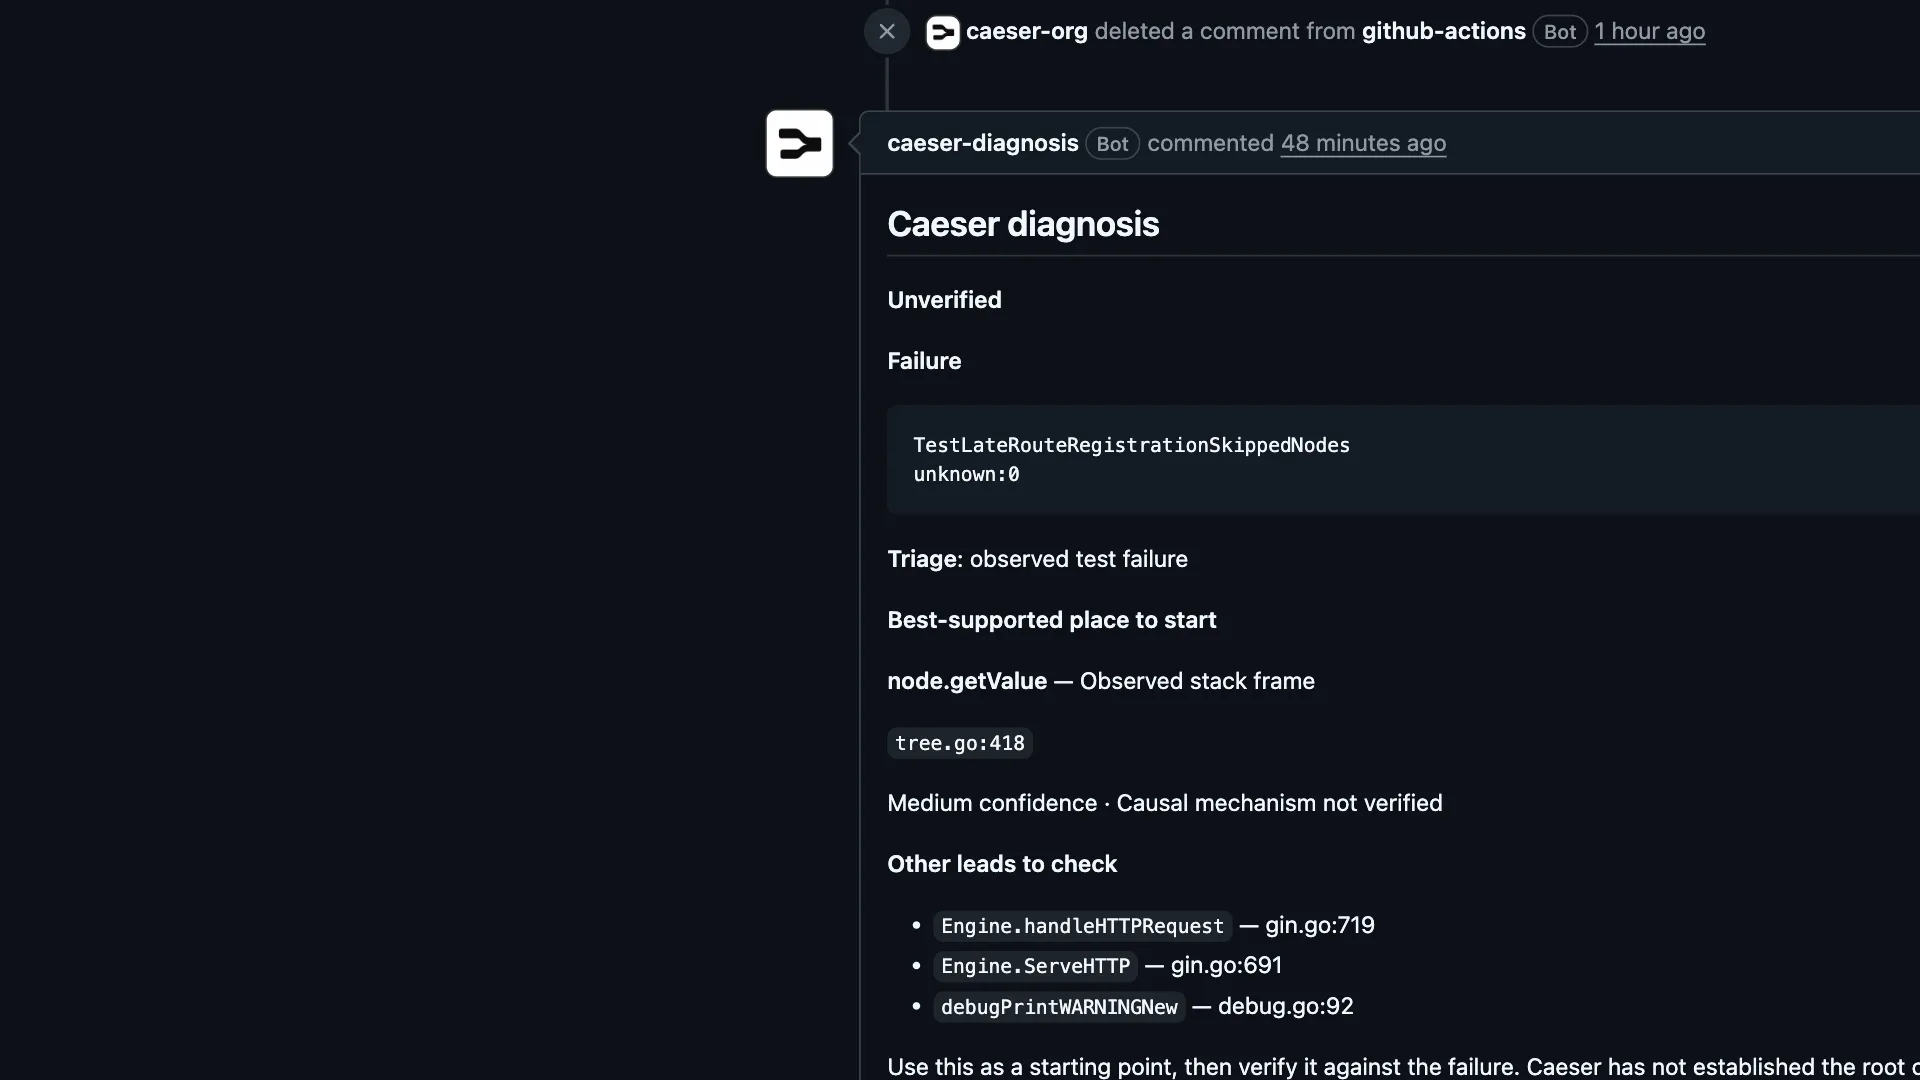 caeser-org deleted a comment from github-actions Bot 1 hour ago
caeser-diagnosis Bot commented 48 minutes ago
Caeser diagnosis
Unverified
Failure
TestLateRouteRegistrationSkippedNodes
unknown:0
Triage: observed test failure
Best-supported place to start
node.getValue — Observed stack frame
tree.go:418
Medium confidence · Causal mechanism not verified
Other leads to check
• Engine.handleHTTPRequest — gin.go:719
• Engine.ServeHTTP — gin.go:691
• debugPrintWARNINGNew — debug.go:92
Use this as a starting point, then verify it against the failure. Caeser has not established the root